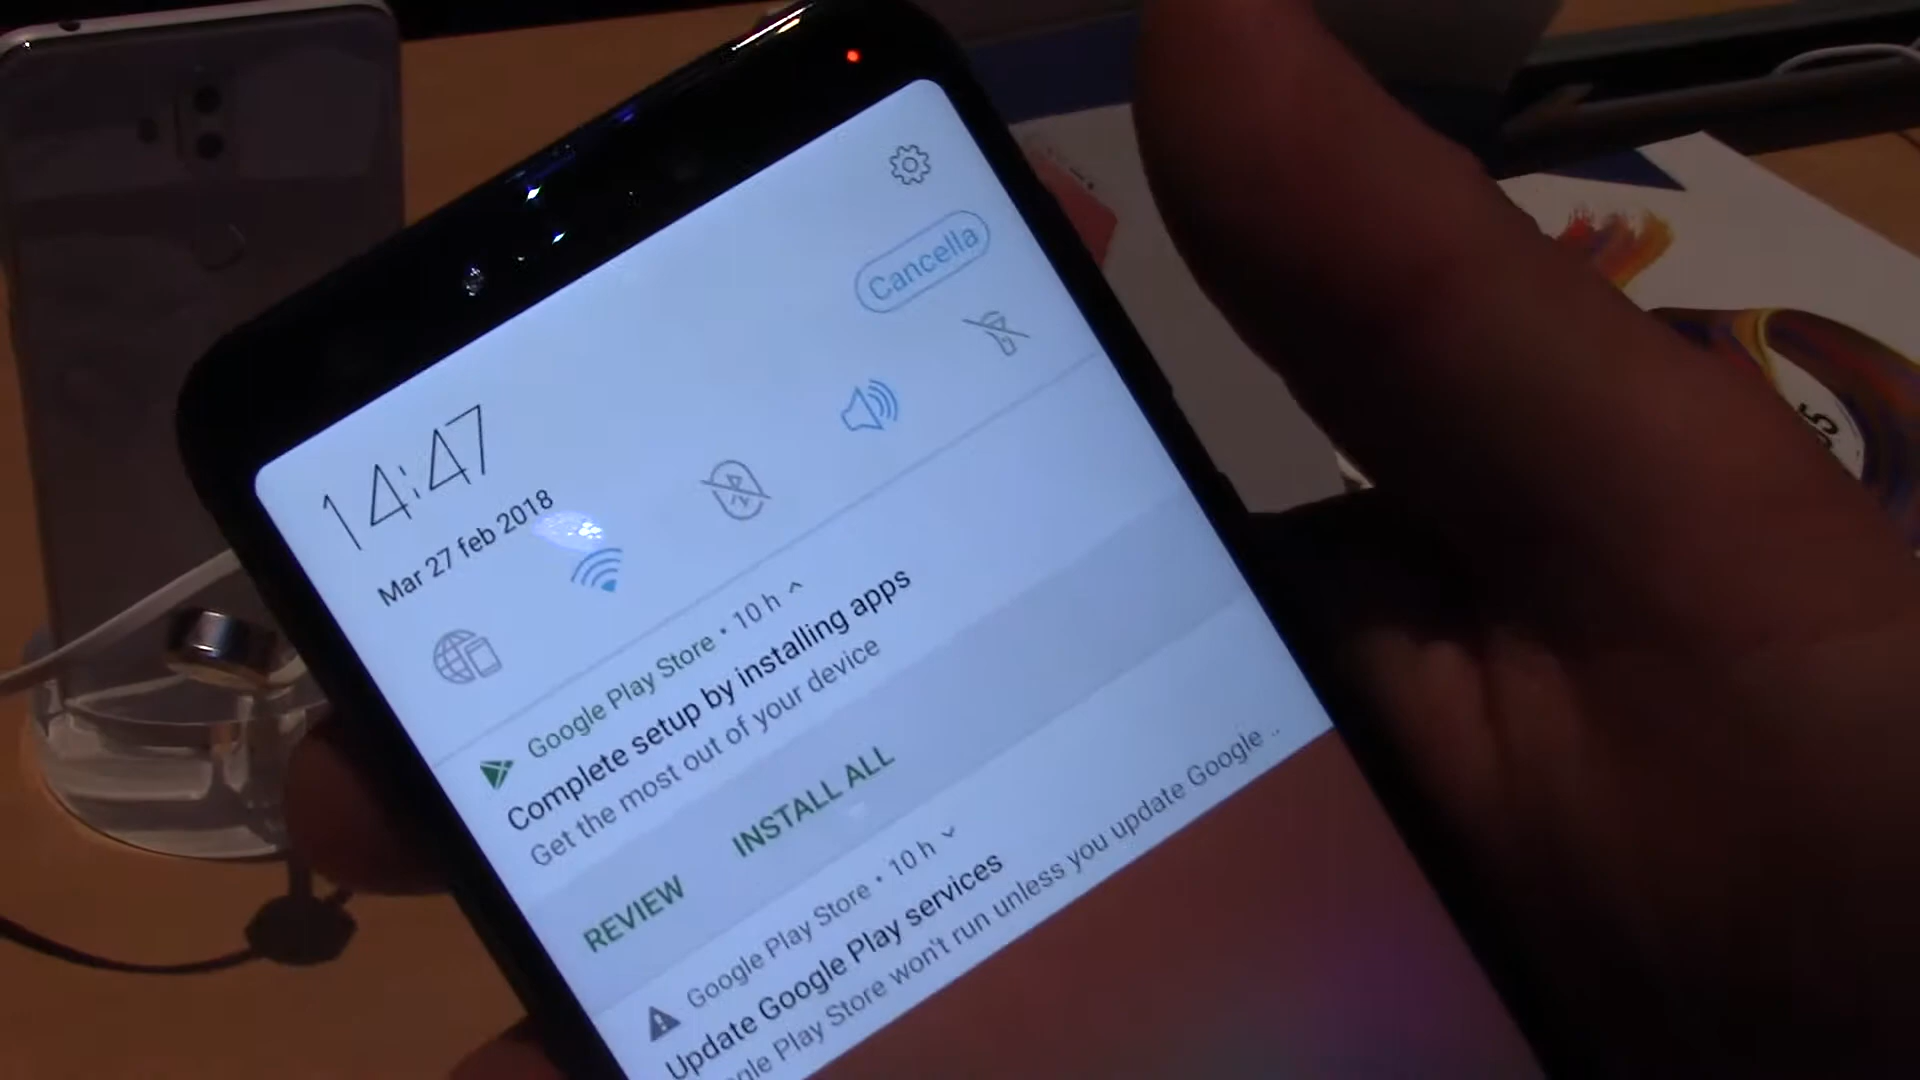 Cancella
14:47
Mar 27 feb 2018
Google Play Store • 10 h
Complete setup by installing apps
Get the most out of your device
REVIEW INSTALL ALL
Google Play Store • 10 h
Update Google Play services
Play Store won't run unless you update Google ..